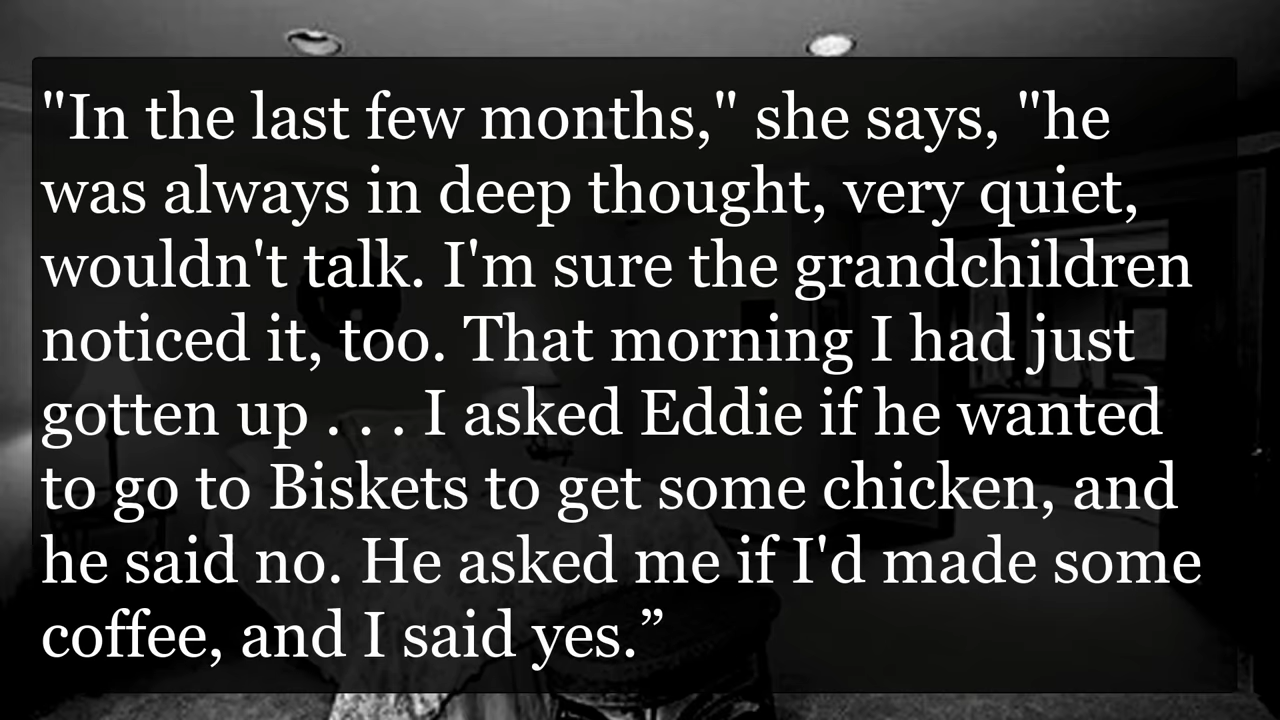 "In the last few months," she says, "he
was always in deep thought, very quiet,
wouldn't talk. I'm sure the grandchildren
noticed it, too. That morning I had just
gotten up . . . I asked Eddie if he wanted
to go to Biskets to get some chicken, and
he said no. He asked me if I'd made some
coffee, and I said yes.”